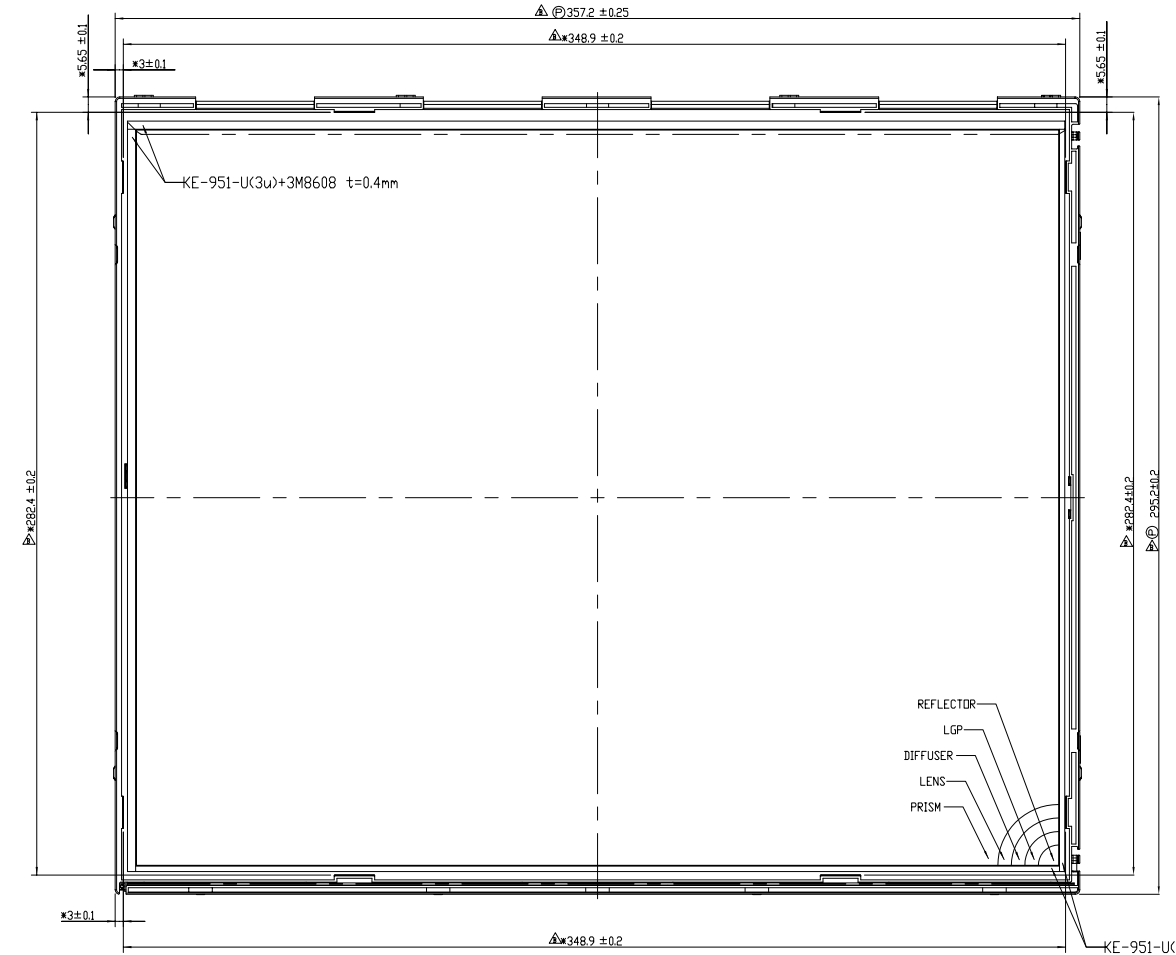 Ⓟ357.2 ±0.25
*348.9 ±0.2
*5.65 ±0.1
*3±0.1
*5.65 ±0.1
KE-951-U(3u)+3M8608 t=0.4mm
*282.4 ±0.2
*282.4±0.2
Ⓟ 295.2±0.2
REFLECTOR
LGP
DIFFUSER
LENS
PRISM
*3±0.1
*348.9 ±0.2
KE-951-U(